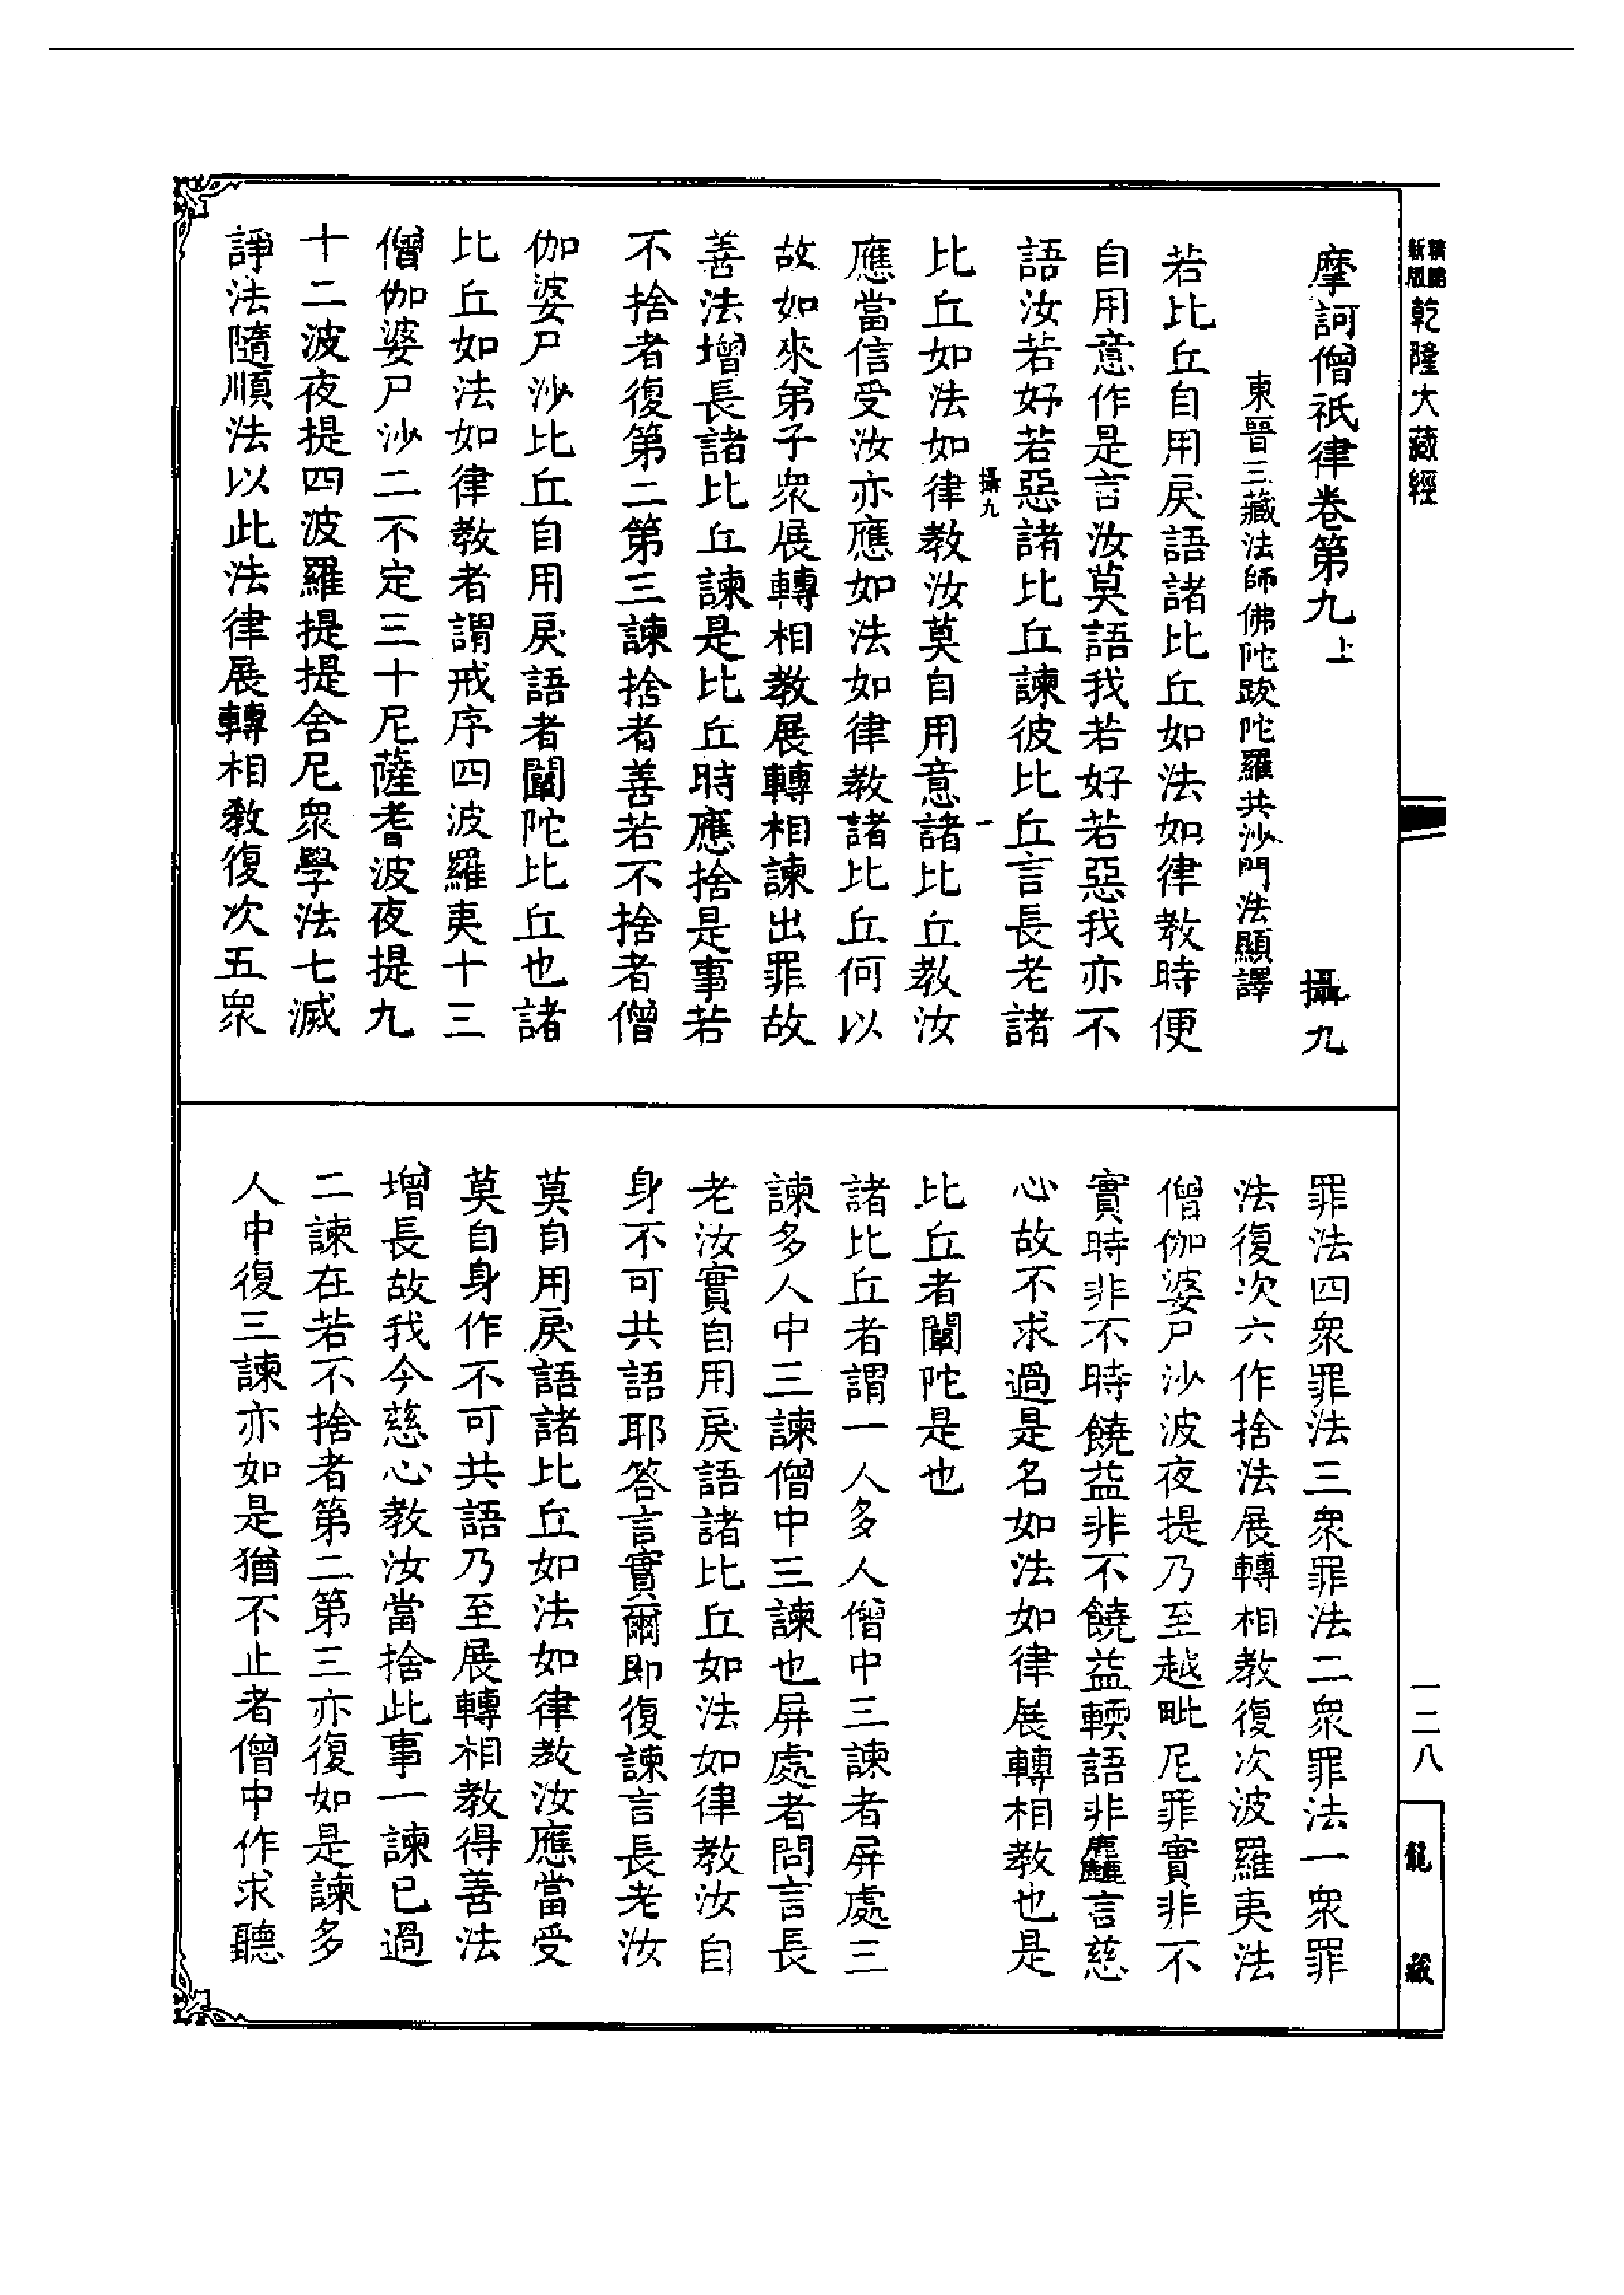 乾隆大藏經
摩訶僧祇律卷第九上　攝九
東晉三藏法師佛陀跋陀羅共沙門法顯譯
若比丘自用戾語諸比丘如法如律教時便
自用意作是言汝莫語我若好若惡我亦不
語汝若好若惡諸比丘諫彼比丘言長老諸
攝九　一
比丘如法如律教汝莫自用意諸比丘教汝
應當信受汝亦應如法如律教諸比丘何以
故如來弟子眾展轉相教展轉相諫出罪故
善法增長諸比丘諫是比丘時應捨是事若
不捨者復第二第三諫捨者善若不捨者僧
伽婆尸沙比丘自用戾語者闡陀比丘也諸
比丘如法如律教者謂戒序四波羅夷十三
僧伽婆尸沙二不定三十尼薩耆波夜提九
十二波夜提四波羅提提舍尼眾學法七滅
諍法隨順法以此法律展轉相教復次五眾
罪法四眾罪法三眾罪法二眾罪法一眾罪
法復次六作捨法展轉相教復次波羅夷法
僧伽婆尸沙波夜提乃至越毗尼罪實非不
實時非不時饒益非不饒益輭語非麤言慈
心故不求過是名如法如律展轉相教也是
比丘者闡陀是也
諸比丘者謂一人多人僧中三諫者屏處三
諫多人中三諫僧中三諫也屏處者問言長
老汝實自用戾語諸比丘如法如律教汝自
身不可共語耶答言實爾即復諫言長老汝
莫自用戾語諸比丘如法如律教汝應當受
莫自身作不可共語乃至展轉相教得善法
增長故我今慈心教汝當捨此事一諫已過
二諫在若不捨者第二第三亦復如是諫多
人中復三諫亦如是猶不止者僧中作求聽
一二八
龍藏